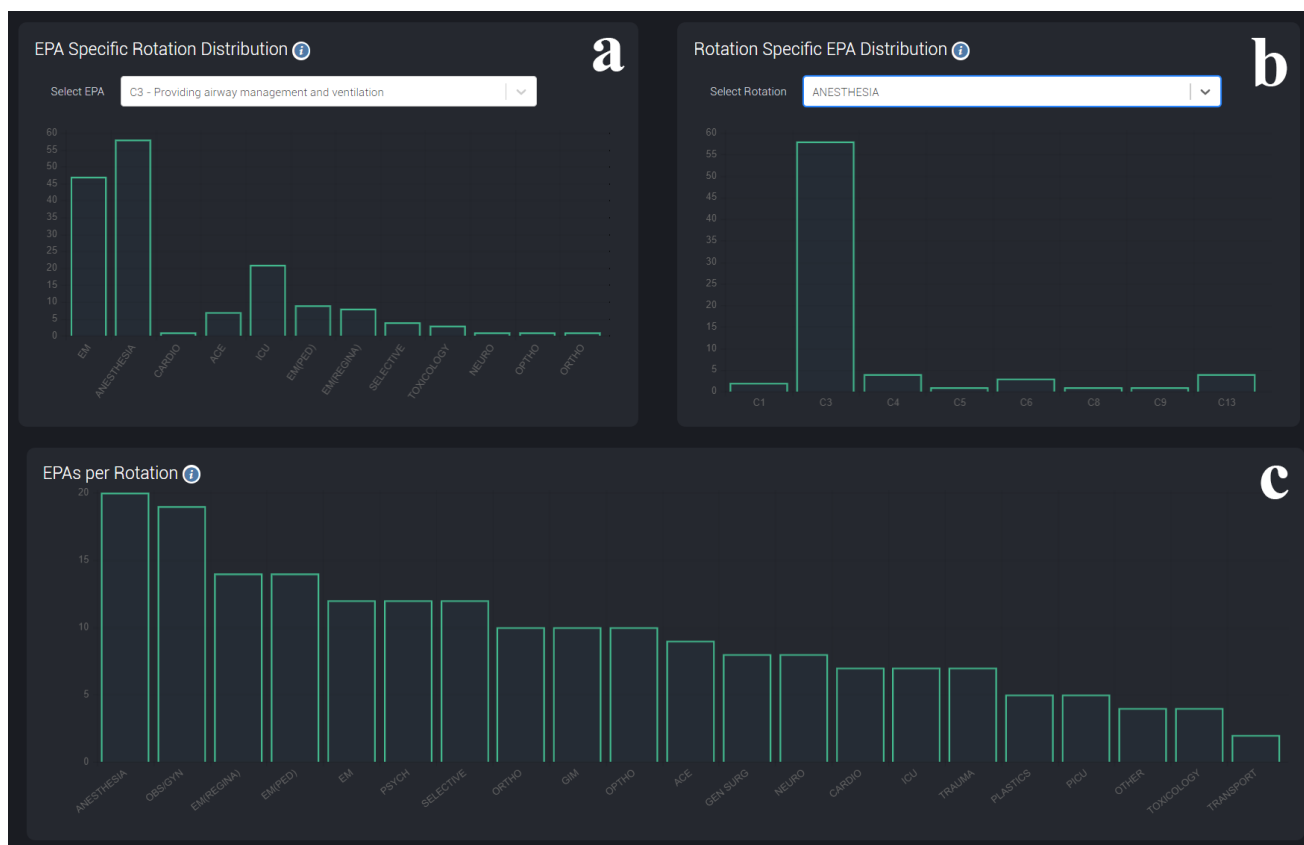 EPA Specific Rotation Distribution i
a
Select EPA C3 - Providing airway management and ventilation
60
55
50
45
40
35
30
25
20
15
10
5
0
EM ANESTHESIA CARDIO ACE ICU EM(PED) EM(REGINA) SELECTIVE TOXICOLOGY NEURO OPTHO ORTHO
Rotation Specific EPA Distribution i
b
Select Rotation ANESTHESIA
60
55
50
45
40
35
30
25
20
15
10
5
0
C1 C3 C4 C5 C6 C8 C9 C13
EPAs per Rotation i
c
20
15
10
5
0
ANESTHESIA OBS/GYN EM(REGINA) EM(PED) EM PSYCH SELECTIVE ORTHO GIM OPTHO ACE GEN SURG NEURO CARDIO ICU TRAUMA PLASTICS PICU OTHER TOXICOLOGY TRANSPORT